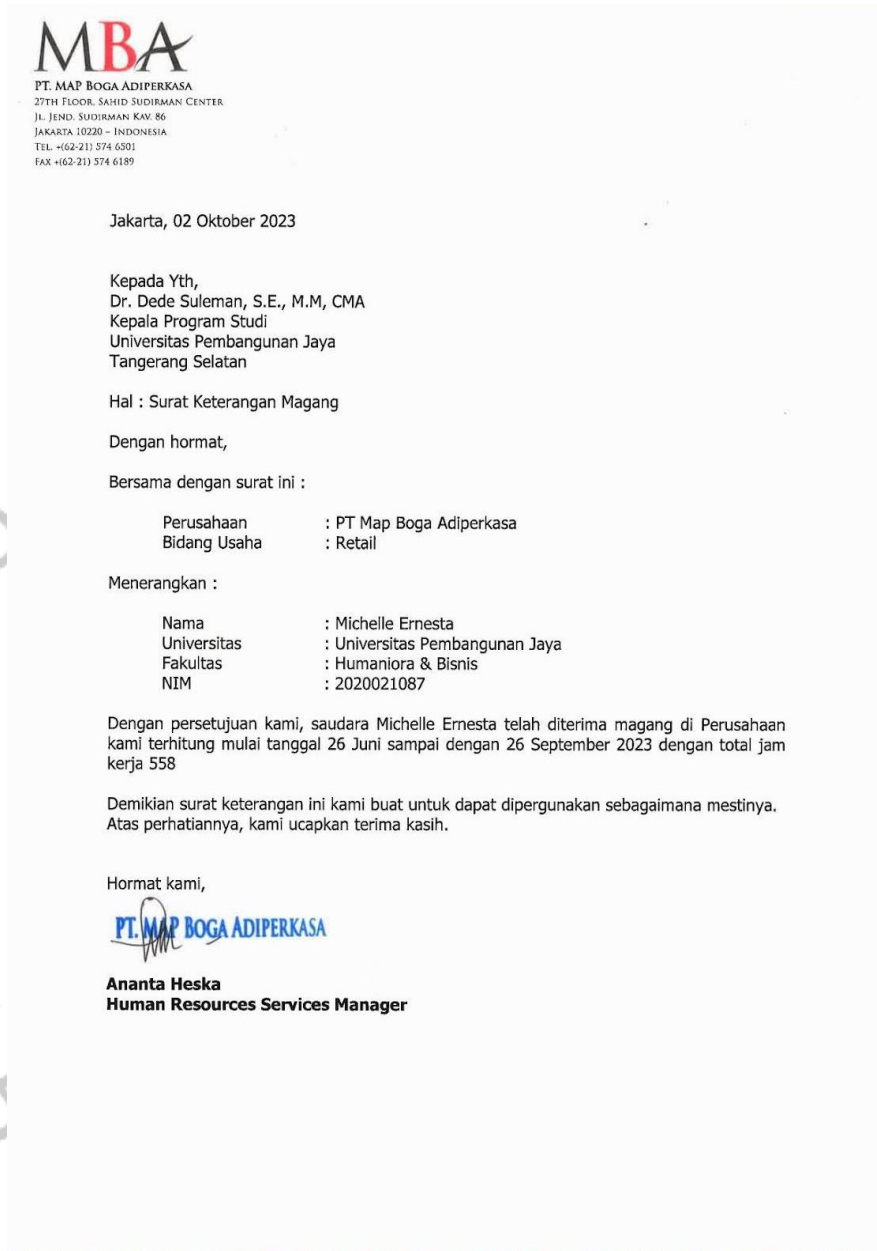 MBA
PT. MAP BOGA ADIPERKASA
27TH FLOOR, SAHID SUDIRMAN CENTER
JL. JEND. SUDIRMAN KAV. 86
JAKARTA 10220 – INDONESIA
TEL. +(62-21) 574 6501
FAX +(62-21) 574 6189
Jakarta, 02 Oktober 2023
Kepada Yth,
Dr. Dede Suleman, S.E., M.M, CMA
Kepala Program Studi
Universitas Pembangunan Jaya
Tangerang Selatan
Hal : Surat Keterangan Magang
Dengan hormat,
Bersama dengan surat ini :
Perusahaan : PT Map Boga Adiperkasa
Bidang Usaha : Retail
Menerangkan :
Nama : Michelle Ernesta
Universitas : Universitas Pembangunan Jaya
Fakultas : Humaniora & Bisnis
NIM : 2020021087
Dengan persetujuan kami, saudara Michelle Ernesta telah diterima magang di Perusahaan
kami terhitung mulai tanggal 26 Juni sampai dengan 26 September 2023 dengan total jam
kerja 558
Demikian surat keterangan ini kami buat untuk dapat dipergunakan sebagaimana mestinya.
Atas perhatiannya, kami ucapkan terima kasih.
Hormat kami,
PT. MAP BOGA ADIPERKASA
Ananta Heska
Human Resources Services Manager